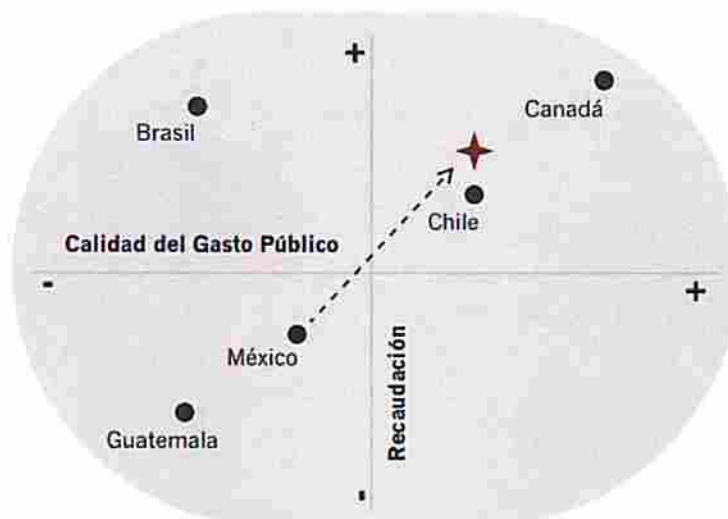 +
Canadá
Brasil
Chile
Calidad del Gasto Público
-
+
México
Recaudación
Guatemala
-